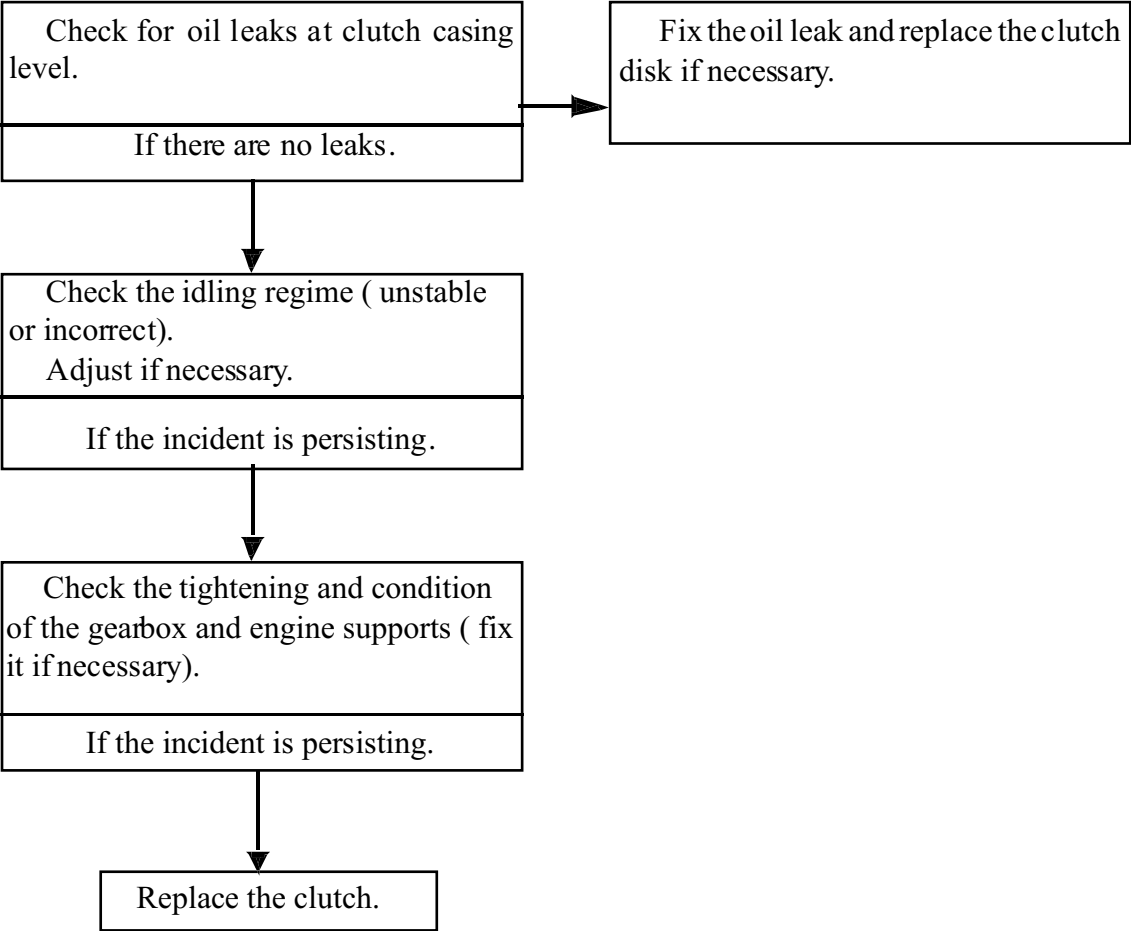 Check for oil leaks at clutch casing
level.
Fix the oil leak and replace the clutch
disk if necessary.
If there are no leaks.
Check the idling regime ( unstable
or incorrect).
Adjust if necessary.
If the incident is persisting.
Check the tightening and condition
of the gearbox and engine supports ( fix
it if necessary).
If the incident is persisting.
Replace the clutch.